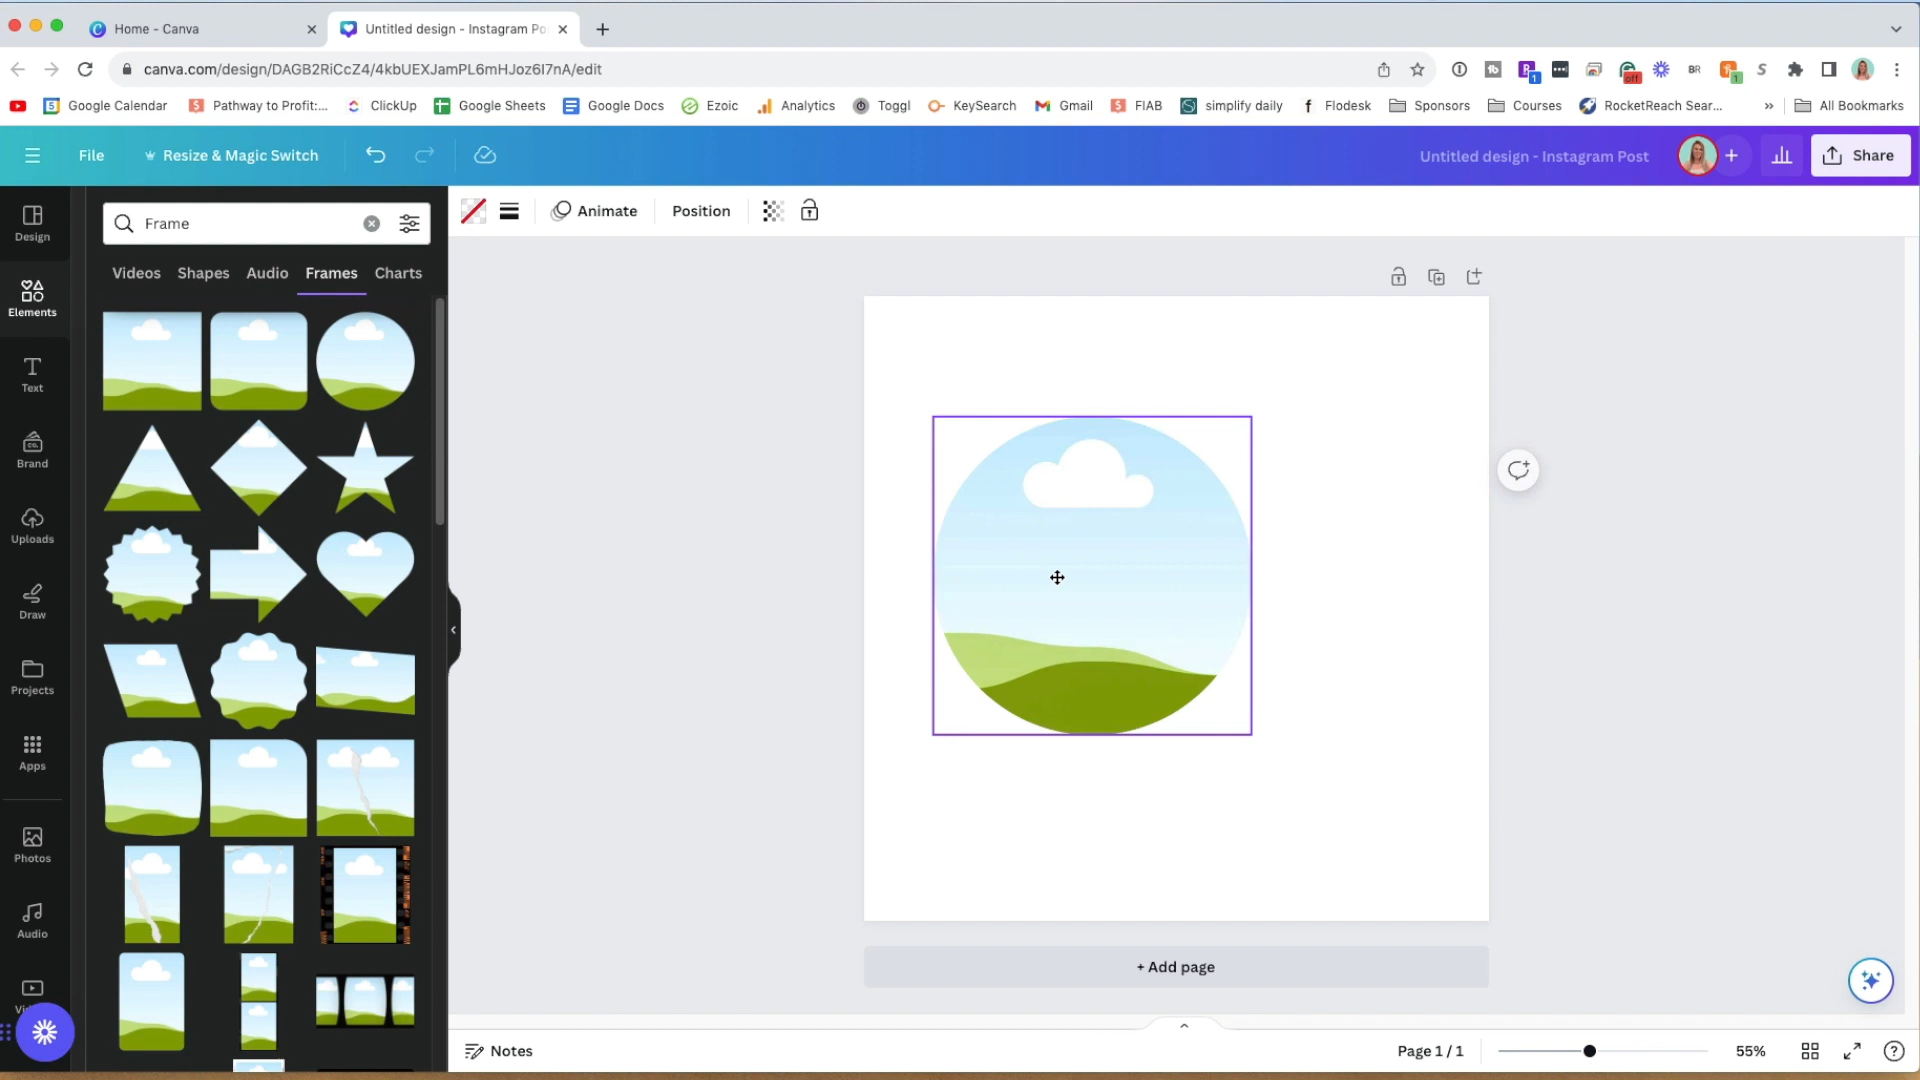 Home - Canva
Untitled design - Instagram Po
canva.com/design/DAGB2RiCcZ4/4kbUEXJamPL6mHJoz6I7nA/edit
Google Calendar
Pathway to Profit:...
ClickUp
Google Sheets
Google Docs
Ezoic
Analytics
Toggl
KeySearch
Gmail
FIAB
simplify daily
Flodesk
Sponsors
Courses
RocketReach Sear...
»
All Bookmarks
File
Resize & Magic Switch
Untitled design - Instagram Post
Share
Design
Elements
Text
Brand
Uploads
Draw
Projects
Apps
Photos
Audio
Frame
Videos
Shapes
Audio
Frames
Charts
Animate
Position
+ Add page
Notes
Page 1 / 1
55%